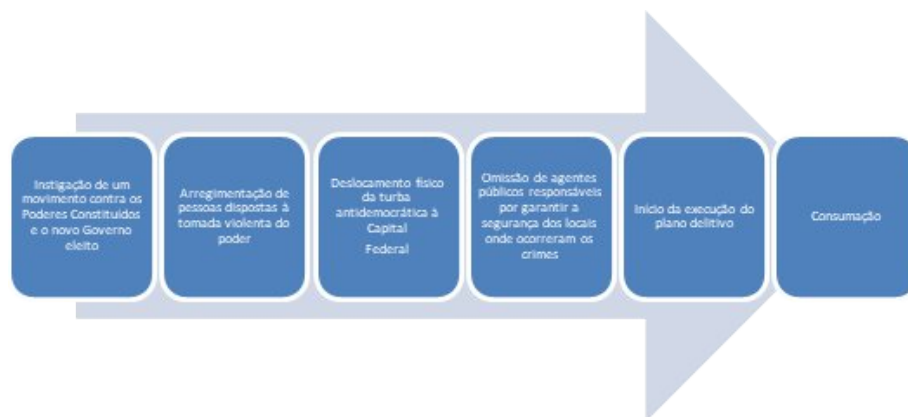 Instigação de um
movimento contra os
Poderes Constituídos
e o novo Governo
eleito
Arregimentação de
pessoas dispostas à
tomada violenta do
poder
Deslocamento físico
da turba
antidemocrática à
Capital
Federal
Omissão de agentes
públicos responsáveis
por garantir a
segurança dos locais
onde ocorreram os
crimes
Início da execução do
plano delitivo
Consumação